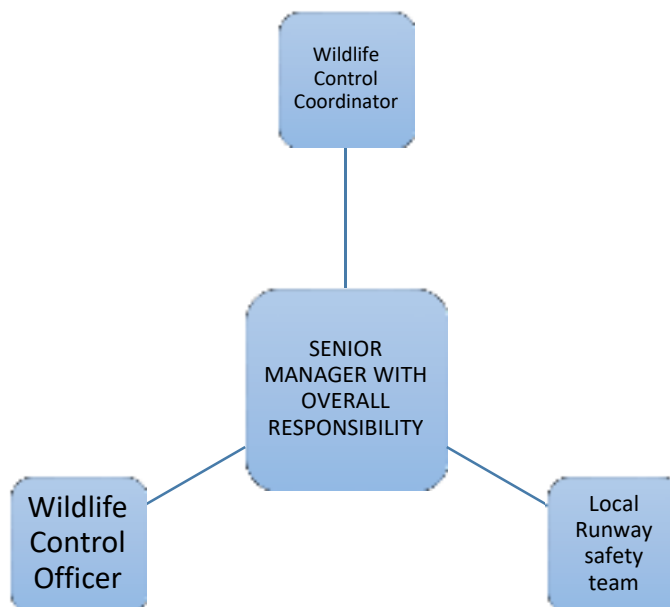 Wildlife
Control
Coordinator
SENIOR
MANAGER WITH
OVERALL
RESPONSIBILITY
Wildlife
Control
Officer
Local
Runway
safety
team